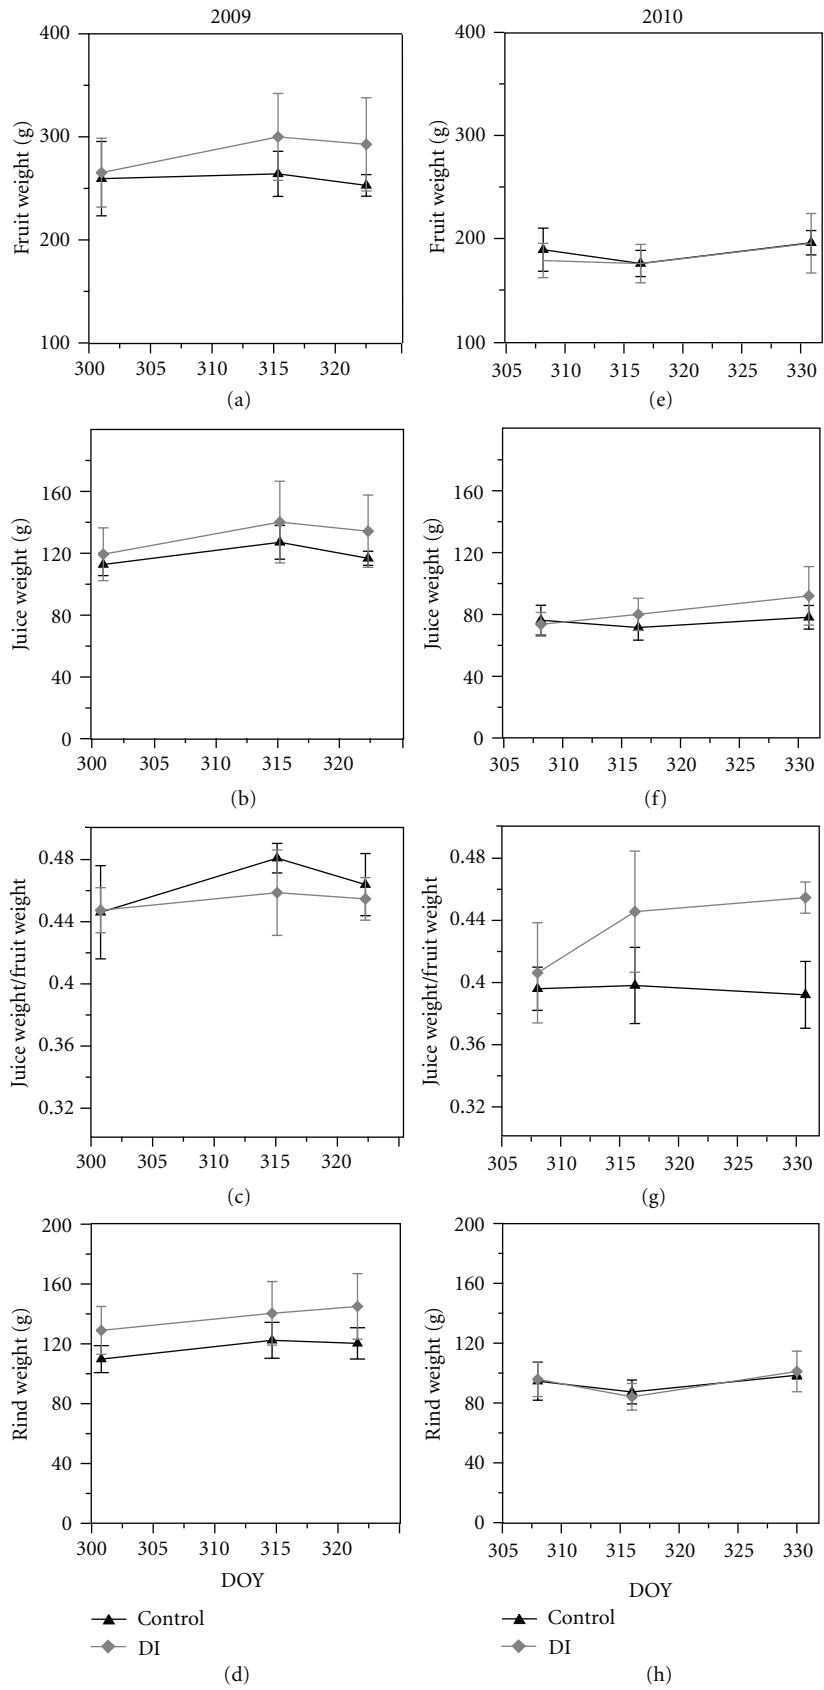 2009
400
300
200
100
Fruit weight (g)
300 305 310 315 320
(a)
2010
400
300
200
100
Fruit weight (g)
305 310 315 320 325 330
(e)
160
120
80
40
0
Juice weight (g)
300 305 310 315 320
(b)
160
120
80
40
0
Juice weight (g)
305 310 315 320 325 330
(f)
0.48
0.44
0.4
0.36
0.32
Juice weight/fruit weight
300 305 310 315 320
(c)
0.48
0.44
0.4
0.36
0.32
Juice weight/fruit weight
305 310 315 320 325 330
(g)
200
160
120
80
40
0
Rind weight (g)
300 305 310 315 320
DOY
Control
DI
(d)
200
160
120
80
40
0
Rind weight (g)
305 310 315 320 325 330
DOY
Control
DI
(h)